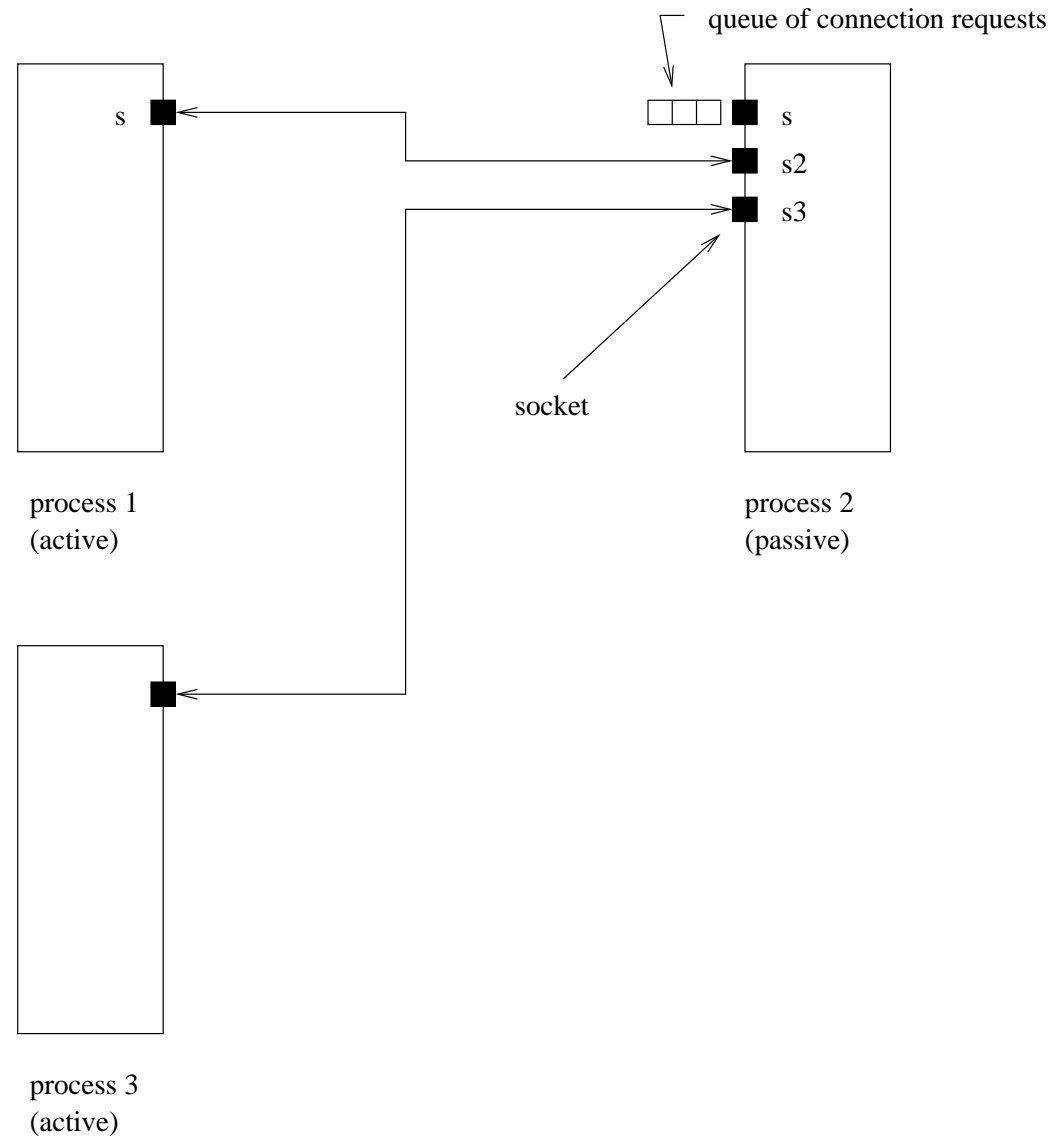 queue of connection requests
s
s
s2
s3
socket
process 1
(active)
process 2
(passive)
process 3
(active)